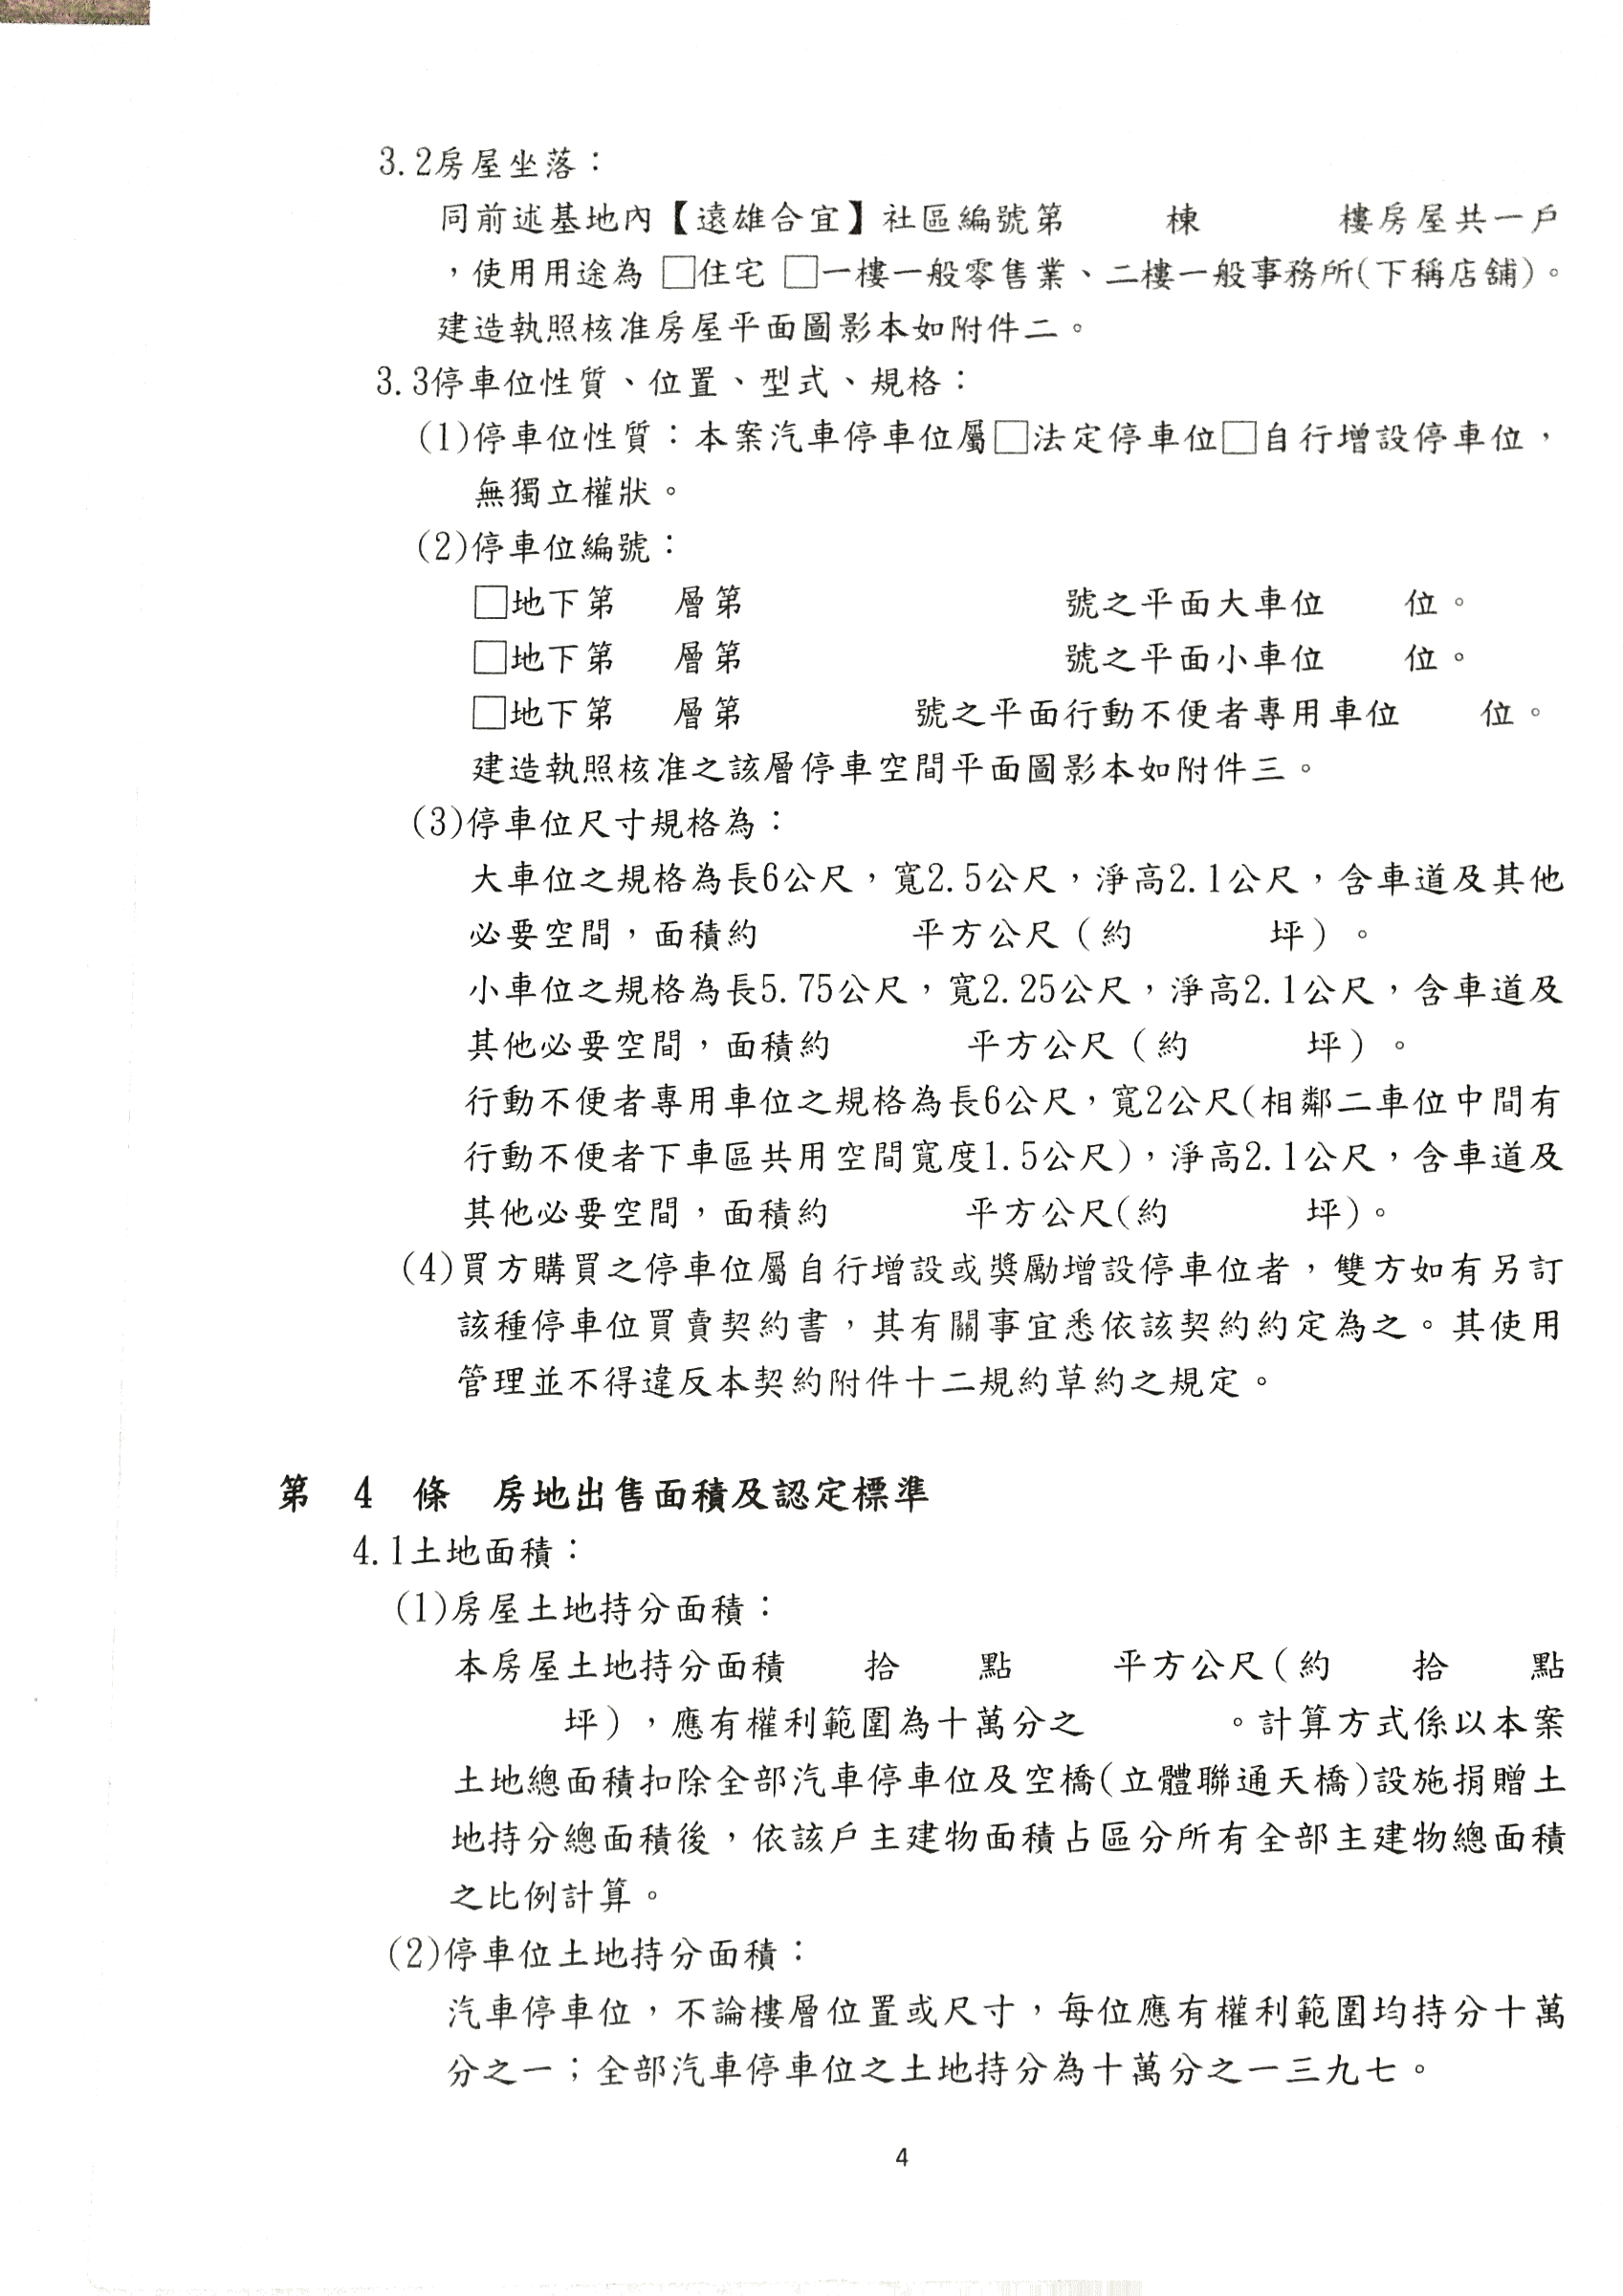 3.2房屋坐落：
同前述基地內【遠雄合宜】社區編號第　　　棟　　　　樓房屋共一戶
，使用用途為 □住宅 □一樓一般零售業、二樓一般事務所(下稱店舖)。
建造執照核准房屋平面圖影本如附件二。
3.3停車位性質、位置、型式、規格：
(1)停車位性質：本案汽車停車位屬□法定停車位□自行增設停車位，
無獨立權狀。
(2)停車位編號：
□地下第　　層第　　　　　　　　　號之平面大車位　　位。
□地下第　　層第　　　　　　　　　號之平面小車位　　位。
□地下第　　層第　　　　　號之平面行動不便者專用車位　　位。
建造執照核准之該層停車空間平面圖影本如附件三。
(3)停車位尺寸規格為：
大車位之規格為長6公尺，寬2.5公尺，淨高2.1公尺，含車道及其他
必要空間，面積約　　　　平方公尺（約　　　　坪）。
小車位之規格為長5.75公尺，寬2.25公尺，淨高2.1公尺，含車道及
其他必要空間，面積約　　　　平方公尺（約　　　坪）。
行動不便者專用車位之規格為長6公尺，寬2公尺(相鄰二車位中間有
行動不便者下車區共用空間寬度1.5公尺)，淨高2.1公尺，含車道及
其他必要空間，面積約　　　　平方公尺(約　　　　坪)。
(4)買方購買之停車位屬自行增設或獎勵增設停車位者，雙方如有另訂
該種停車位買賣契約書，其有關事宜悉依該契約約定為之。其使用
管理並不得違反本契約附件十二規約草約之規定。
第　4　條　房地出售面積及認定標準
4.1土地面積：
(1)房屋土地持分面積：
本房屋土地持分面積　　拾　　點　　　平方公尺(約　　拾　　點
　　　坪），應有權利範圍為十萬分之　　　　。計算方式係以本案
土地總面積扣除全部汽車停車位及空橋(立體聯通天橋)設施捐贈土
地持分總面積後，依該戶主建物面積占區分所有全部主建物總面積
之比例計算。
(2)停車位土地持分面積：
汽車停車位，不論樓層位置或尺寸，每位應有權利範圍均持分十萬
分之一；全部汽車停車位之土地持分為十萬分之一三九七。
4